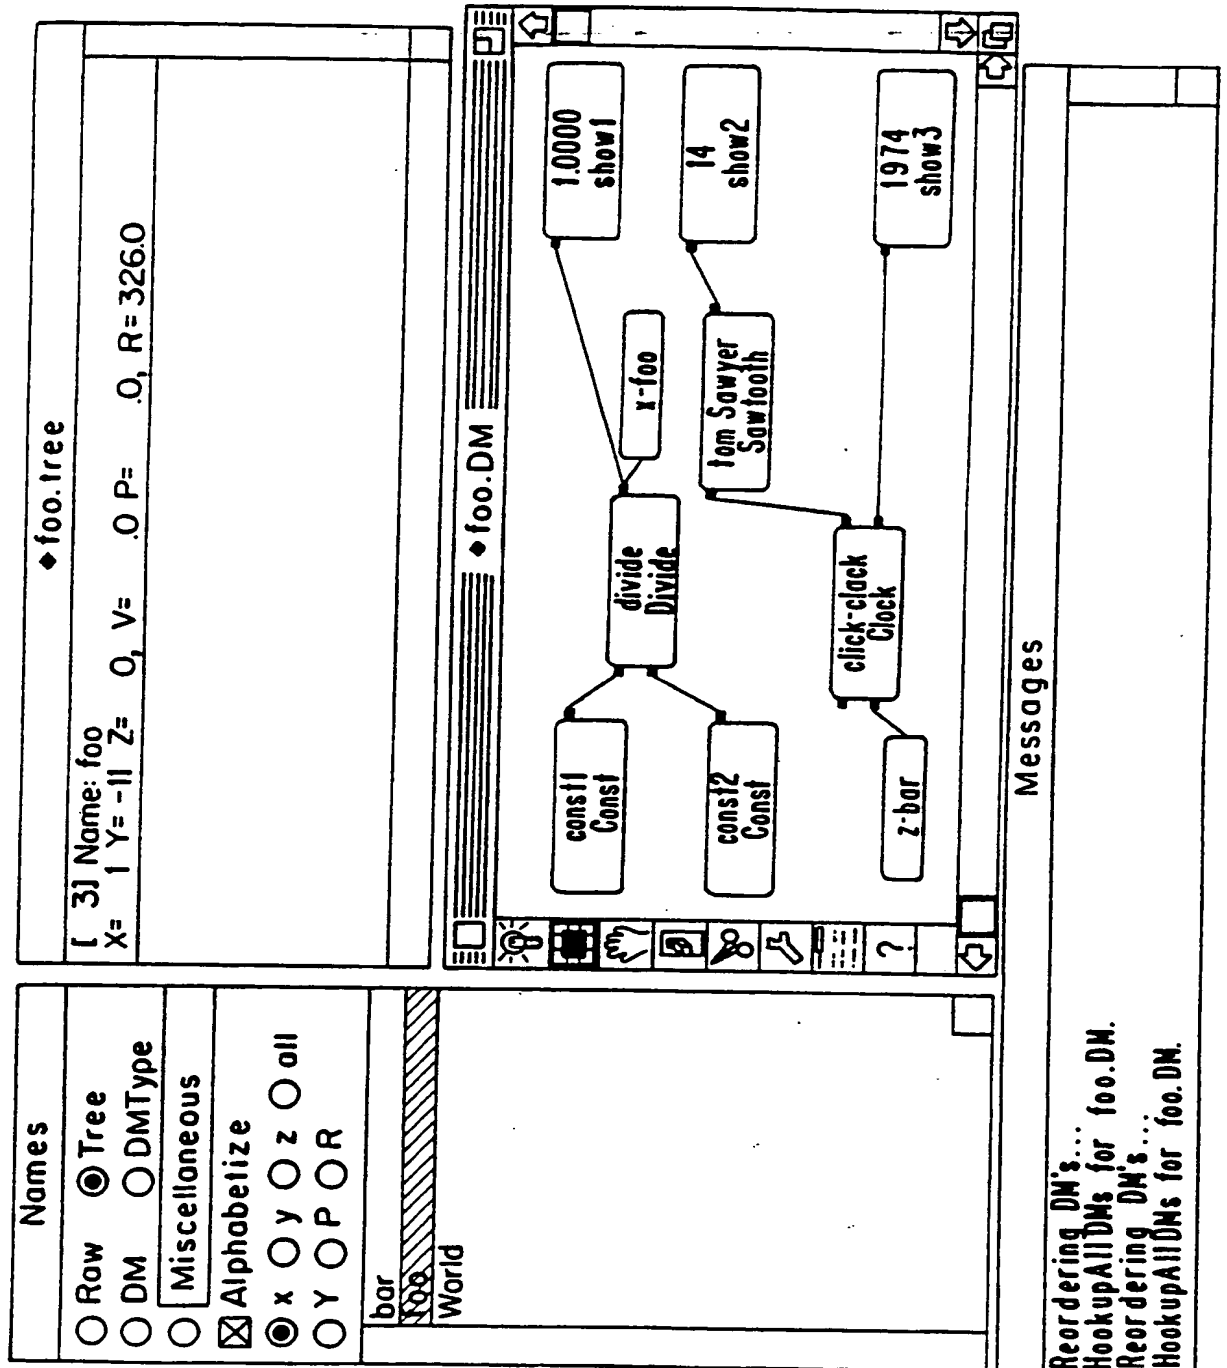 Names
Raw Tree
DM DMType
Miscellaneous
Alphabetize
x y z all
Y P R
bar
foo
World
◆foo.tree
[ 3] Name: foo
X= 1 Y= -11 Z= 0, V= .0 P= .0, R= 326.0
◆foo.DM
const1
Const
const2
Const
z-bar
divide
Divide
click-clack
Clock
x-foo
tom Sawyer
Sawtooth
1.0000
show1
14
show2
1974
show3
?
Messages
Reordering DM's...
HookupAllDMs for foo.DM.
Reordering DM's...
HookupAllDMs for foo.DM.